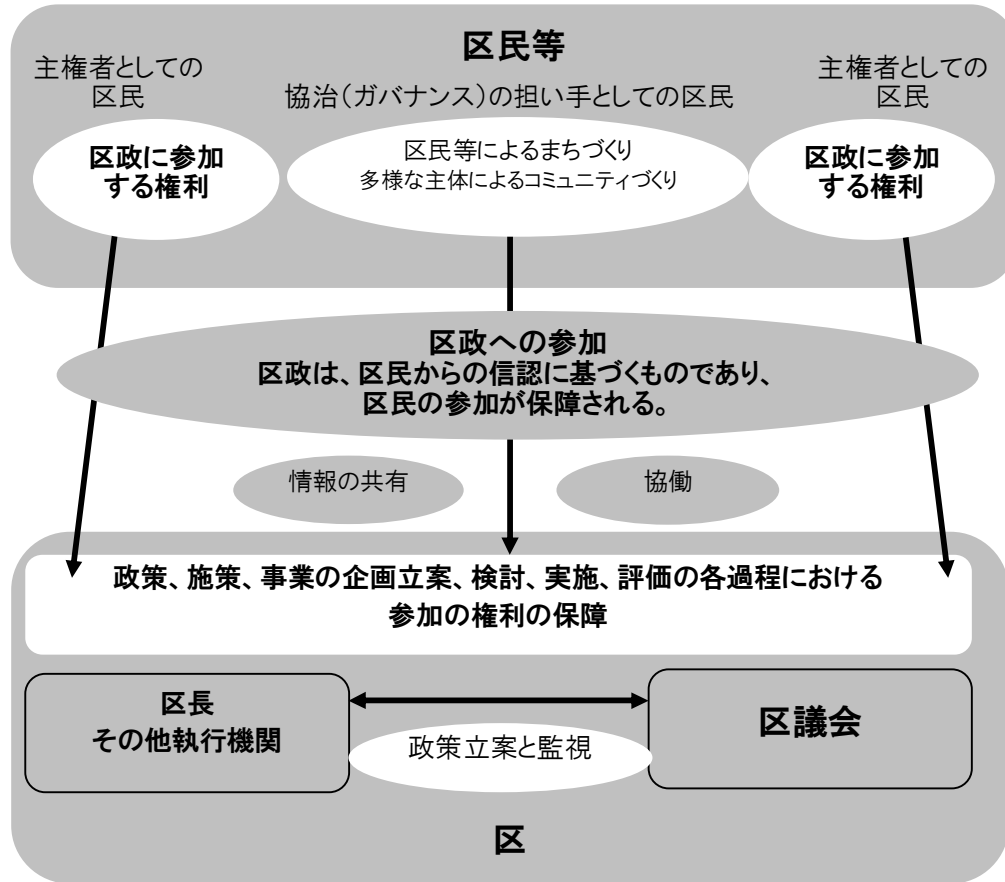 区民等
主権者としての
区民
協治(ガバナンス)の担い手としての区民
主権者としての
区民
区政に参加
する権利
区民等によるまちづくり
多様な主体によるコミュニティづくり
区政に参加
する権利
区政への参加
区政は、区民からの信認に基づくものであり、
区民の参加が保障される。
情報の共有
協働
政策、施策、事業の企画立案、検討、実施、評価の各過程における
参加の権利の保障
区長
その他執行機関
政策立案と監視
区議会
区